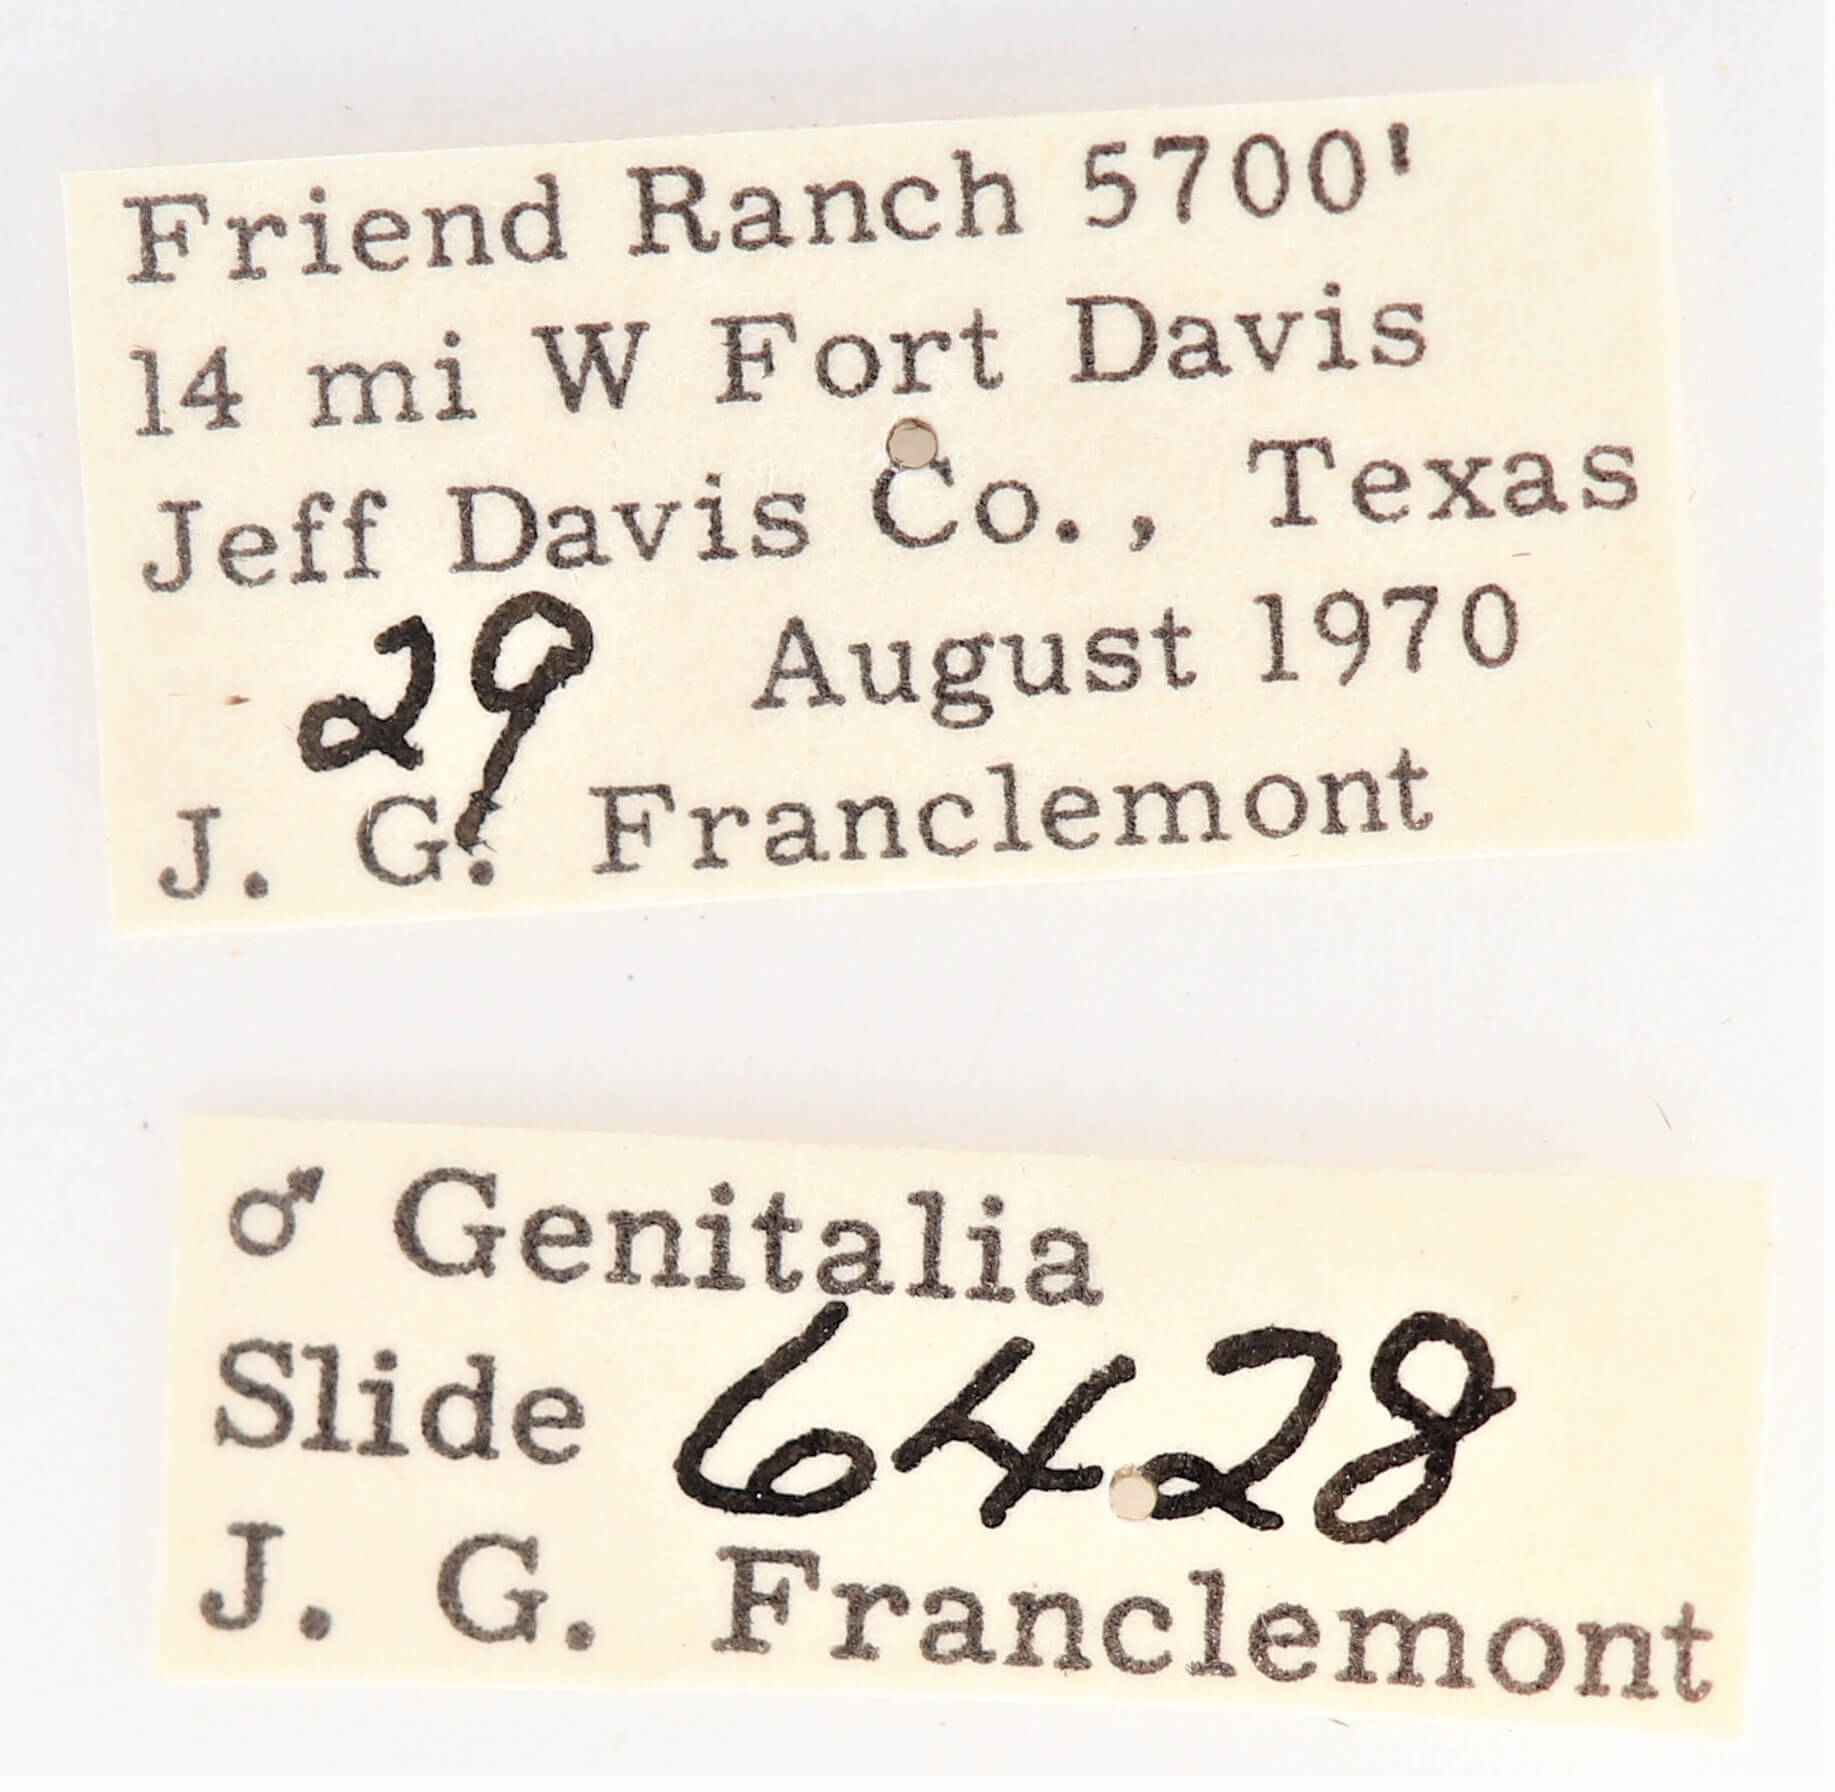 Friend Ranch 5700'
14 mi W Fort Davis
Jeff Davis Co., Texas
29 August 1970
J. G. Franclemont
♂ Genitalia
Slide 6428
J. G. Franclemont